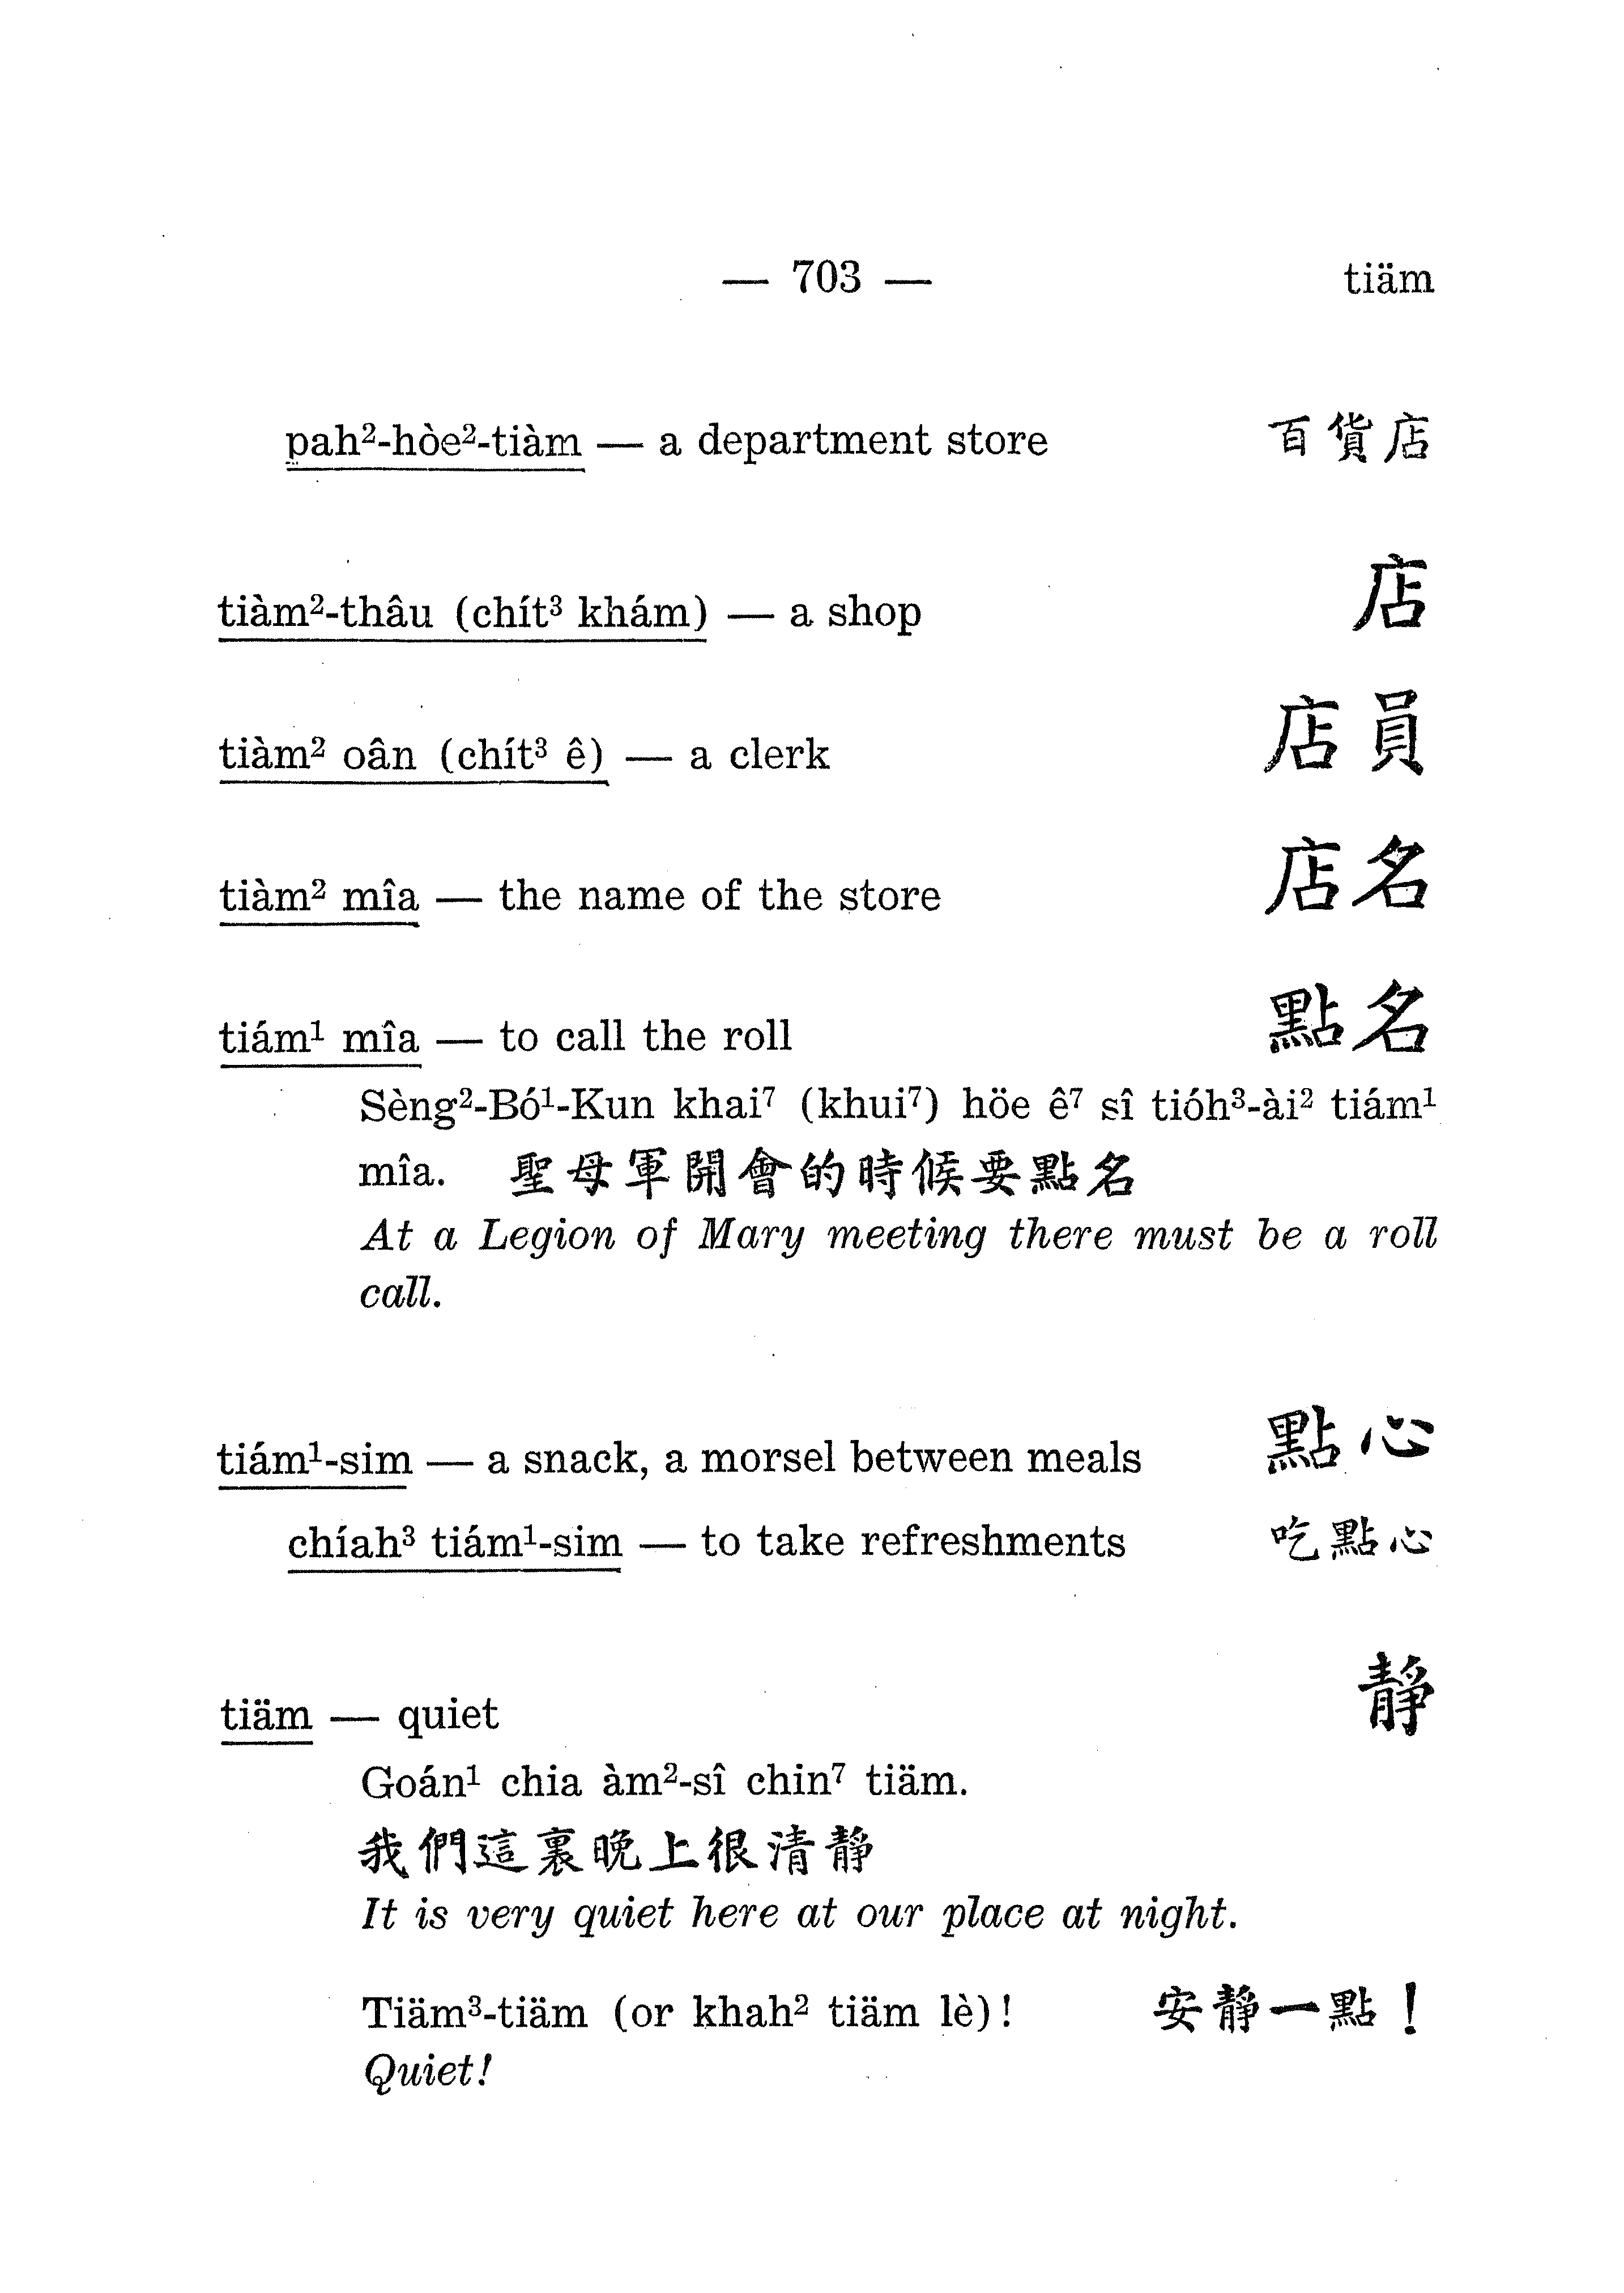 — 703 — tiäm
pah²-hòe²-tiàm — a department store 百貨店
tiàm²-thâu (chít³ khám) — a shop 店
tiàm² oân (chít³ ê) — a clerk 店員
tiàm² mîa — the name of the store 店名
tiám¹ mîa — to call the roll 點名
Sèng²-Bó¹-Kun khai⁷ (khui⁷) höe ê⁷ sî tióh³-ài² tiám¹
mîa. 聖母軍開會的時候要點名
At a Legion of Mary meeting there must be a roll
call.
tiám¹-sim — a snack, a morsel between meals 點心
chíah³ tiám¹-sim — to take refreshments 吃點心
tiäm — quiet 靜
Goán¹ chia àm²-sî chin⁷ tiäm.
我們這裏晚上很清靜
It is very quiet here at our place at night.
Tiäm³-tiäm (or khah² tiäm lè)! 安靜一點！
Quiet!